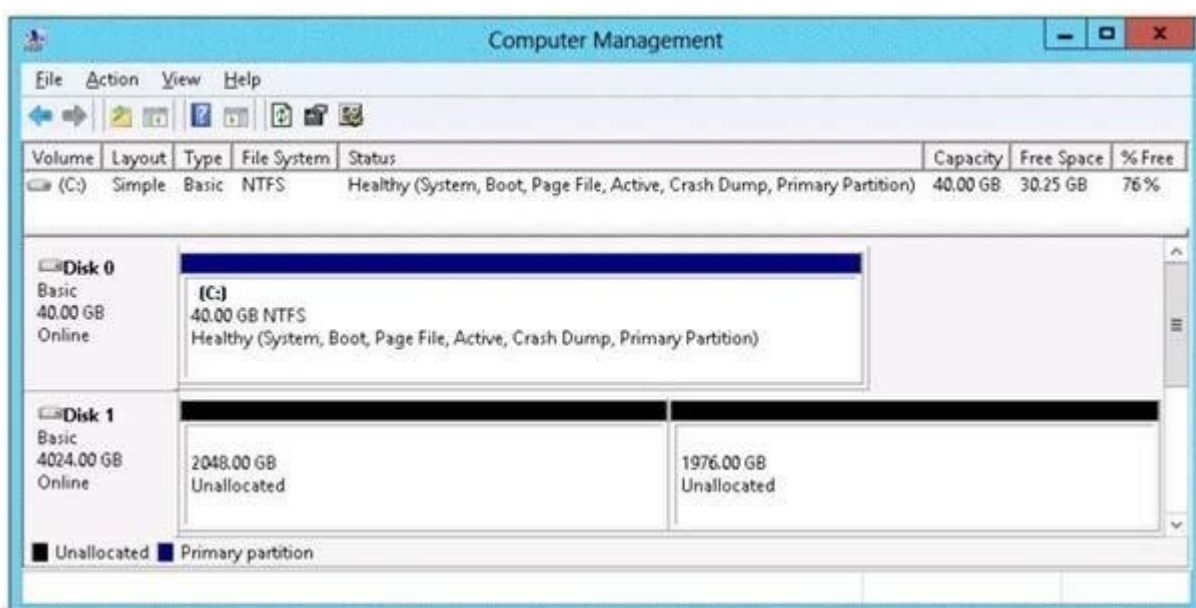 Computer Management
File Action View Help
Volume Layout Type File System Status Capacity Free Space % Free
(C:) Simple Basic NTFS Healthy (System, Boot, Page File, Active, Crash Dump, Primary Partition) 40.00 GB 30.25 GB 76%
Disk 0
Basic
40.00 GB
Online
(C:)
40.00 GB NTFS
Healthy (System, Boot, Page File, Active, Crash Dump, Primary Partition)
Disk 1
Basic
4024.00 GB
Online
2048.00 GB
Unallocated
1976.00 GB
Unallocated
Unallocated Primary partition